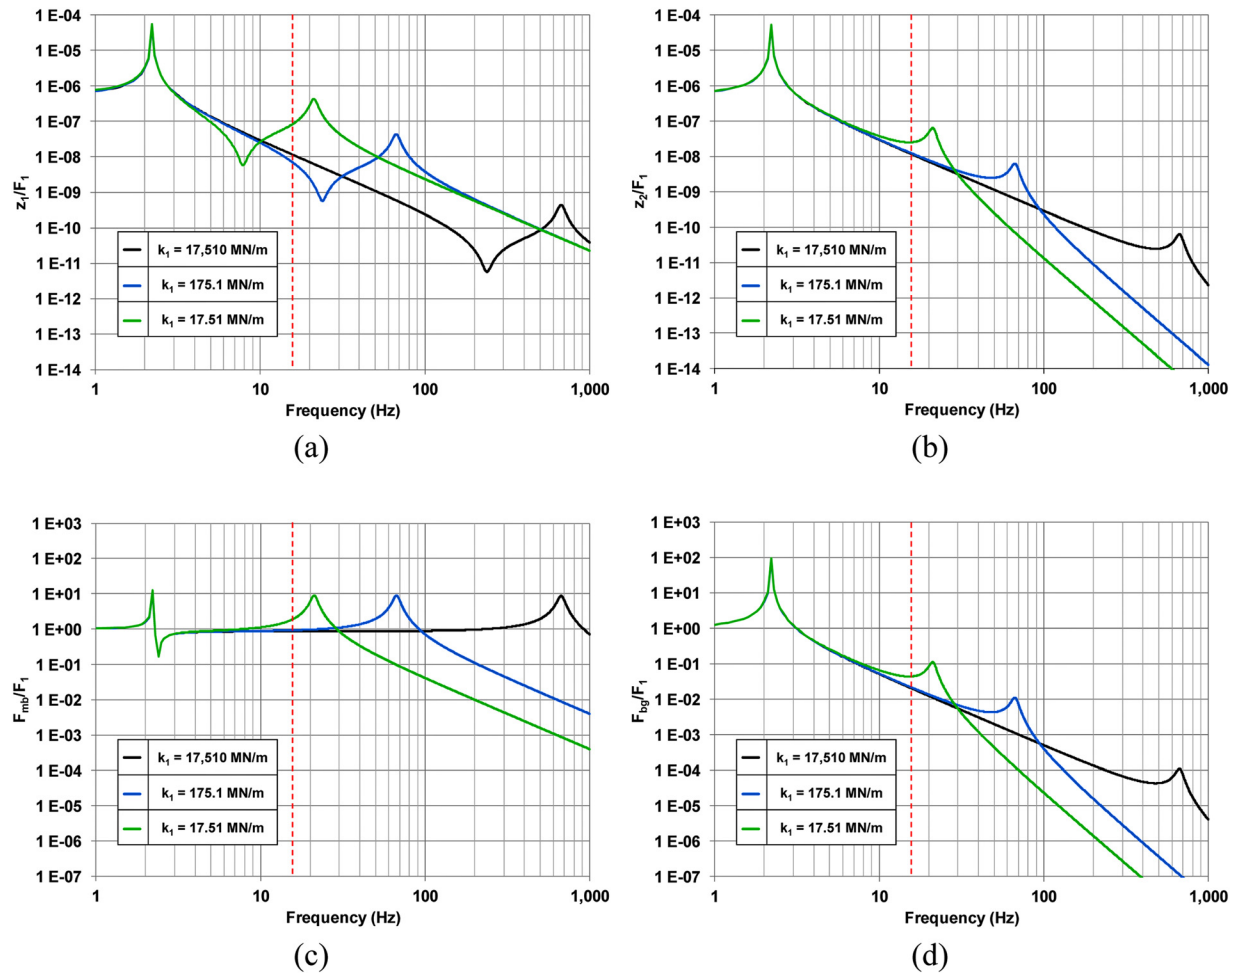 1 E-04
1 E-05
1 E-06
1 E-07
1 E-08
1 E-09
1 E-10
1 E-11
1 E-12
1 E-13
1 E-14
z1/F1
k1 = 17,510 MN/m
k1 = 175.1 MN/m
k1 = 17.51 MN/m
1 10 100 1,000
Frequency (Hz)
(a)
1 E-04
1 E-05
1 E-06
1 E-07
1 E-08
1 E-09
1 E-10
1 E-11
1 E-12
1 E-13
1 E-14
z2/F1
k1 = 17,510 MN/m
k1 = 175.1 MN/m
k1 = 17.51 MN/m
1 10 100 1,000
Frequency (Hz)
(b)
1 E+03
1 E+02
1 E+01
1 E+00
1 E-01
1 E-02
1 E-03
1 E-04
1 E-05
1 E-06
1 E-07
Fmb/F1
k1 = 17,510 MN/m
k1 = 175.1 MN/m
k1 = 17.51 MN/m
1 10 100 1,000
Frequency (Hz)
(c)
1 E+03
1 E+02
1 E+01
1 E+00
1 E-01
1 E-02
1 E-03
1 E-04
1 E-05
1 E-06
1 E-07
Fbg/F1
k1 = 17,510 MN/m
k1 = 175.1 MN/m
k1 = 17.51 MN/m
1 10 100 1,000
Frequency (Hz)
(d)